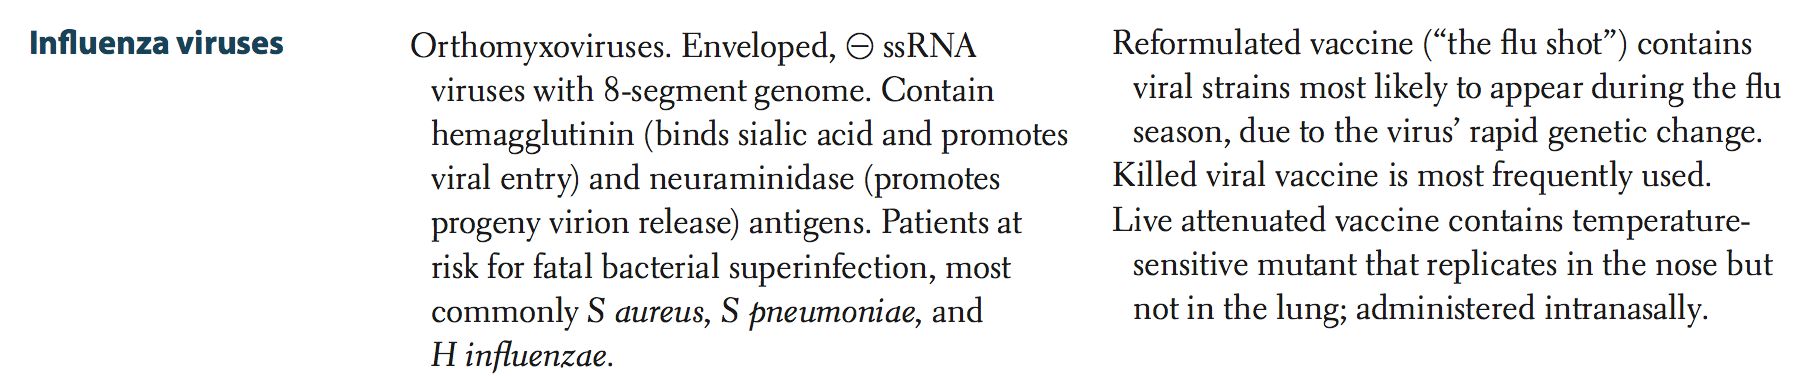 Influenza viruses
Orthomyxoviruses. Enveloped, ⊖ ssRNA
viruses with 8-segment genome. Contain
hemagglutinin (binds sialic acid and promotes
viral entry) and neuraminidase (promotes
progeny virion release) antigens. Patients at
risk for fatal bacterial superinfection, most
commonly S aureus, S pneumoniae, and
H influenzae.
Reformulated vaccine (“the flu shot”) contains
viral strains most likely to appear during the flu
season, due to the virus’ rapid genetic change.
Killed viral vaccine is most frequently used.
Live attenuated vaccine contains temperature-
sensitive mutant that replicates in the nose but
not in the lung; administered intranasally.